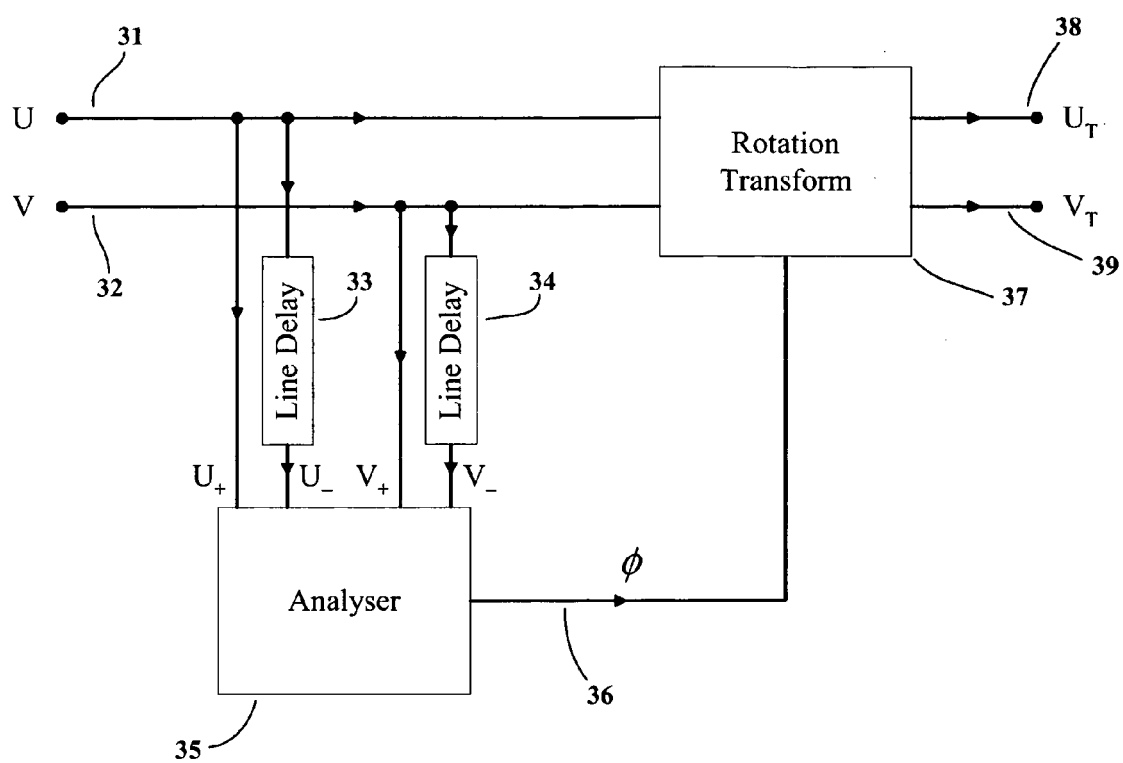 31
38
U
Rotation
Transform
U_T
V
V_T
32
33
34
39
37
Line Delay
Line Delay
U_+
U_−
V_+
V_−
ϕ
Analyser
36
35